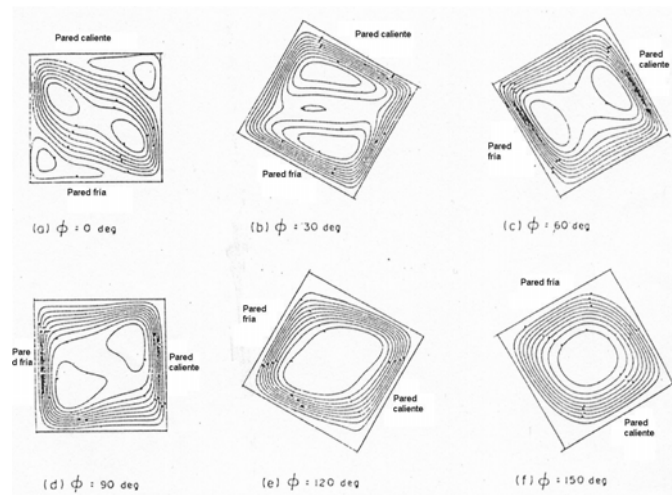 Pared caliente
Pared fría
(a) ϕ = 0 deg
Pared caliente
Pared fría
(b) ϕ = 30 deg
Pared
caliente
Pared
fría
(c) ϕ = 60 deg
Pare
d fría
Pared
caliente
(d) ϕ = 90 deg
Pared
fría
Pared
caliente
(e) ϕ = 120 deg
Pared fría
Pared
caliente
(f) ϕ = 150 deg